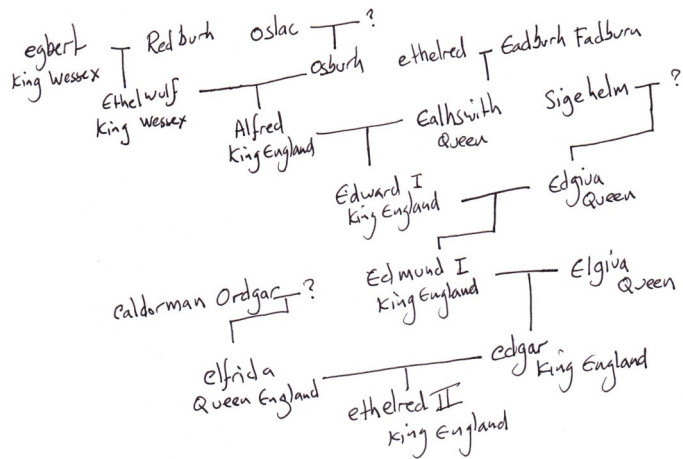 egbert
King Wessex
Redburh
Oslac
?
Osburh
ethelred
Eadburh Fadburn
Ethelwulf
King Wessex
Alfred
King England
Ealhswith
Queen
Sigehelm
?
Edward I
King England
Edgiva
Queen
Edmund I
King England
Elgiva
Queen
Caldorman Ordgar
?
elfrida
Queen England
edgar
King England
ethelred II
King England